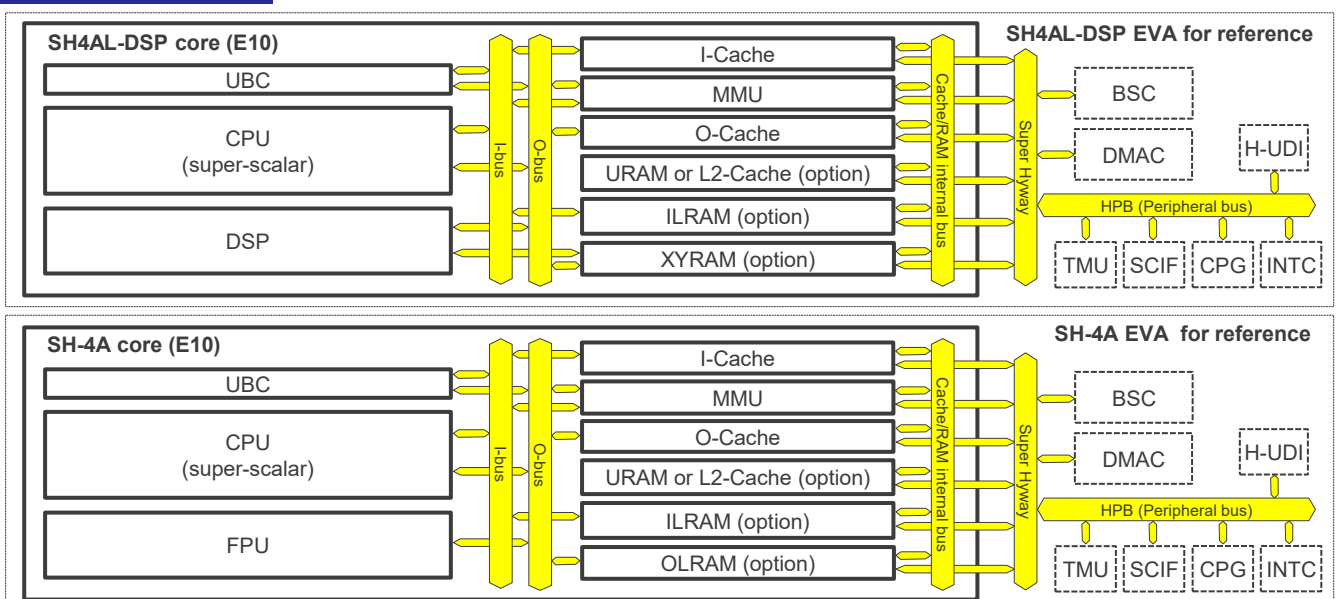 SH4AL-DSP core (E10)
SH4AL-DSP EVA for reference
UBC
CPU
(super-scalar)
DSP
I-bus
O-bus
I-Cache
MMU
O-Cache
URAM or L2-Cache (option)
ILRAM (option)
XYRAM (option)
Cache/RAM internal bus
Super Hyway
BSC
DMAC
H-UDI
HPB (Peripheral bus)
TMU
SCIF
CPG
INTC
SH-4A core (E10)
SH-4A EVA for reference
UBC
CPU
(super-scalar)
FPU
I-bus
O-bus
I-Cache
MMU
O-Cache
URAM or L2-Cache (option)
ILRAM (option)
OLRAM (option)
Cache/RAM internal bus
Super Hyway
BSC
DMAC
H-UDI
HPB (Peripheral bus)
TMU
SCIF
CPG
INTC